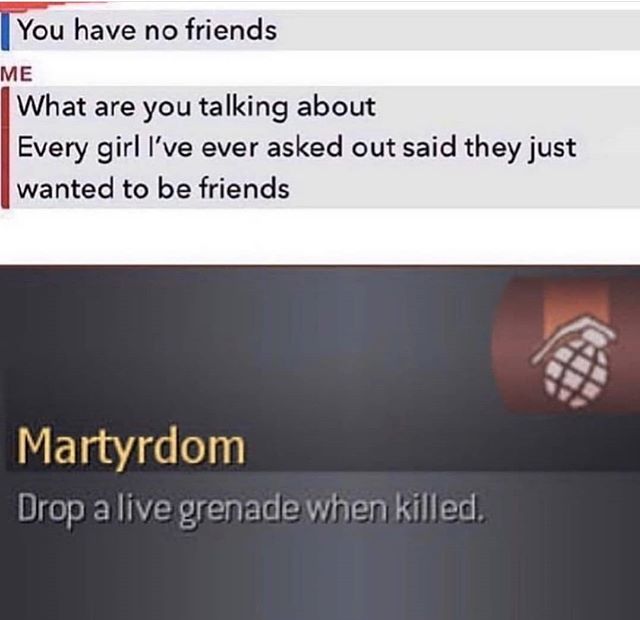 You have no friends
ME
What are you talking about
Every girl I've ever asked out said they just
wanted to be friends
Martyrdom
Drop a live grenade when killed.